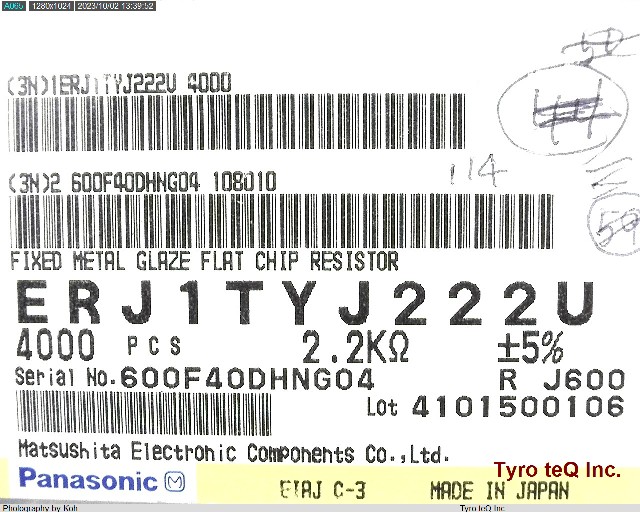 A065 1280x1024 2023/10/02 13:39:52
(3N)1ERJ1TYJ222U 4000
114
(3N)2 600F40DHNG04 108010
50
FIXED METAL GLAZE FLAT CHIP RESISTOR
ERJ1TYJ222U
4000 PCS 2.2KΩ ±5%
Serial No.600F40DHNG04 R J600
Lot 4101500106
Matsushita Electronic Components Co.,Ltd.
Panasonic M EIAJ C-3 MADE IN JAPAN
Tyro teQ Inc.
Photography by Koh Tyro teQ Inc